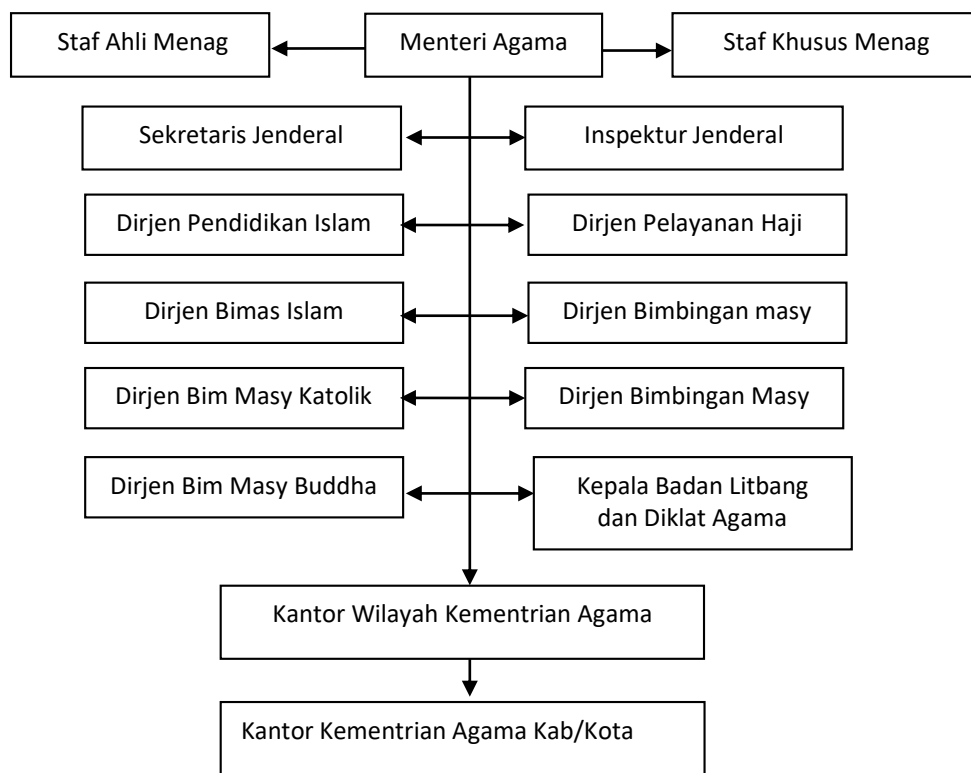 Staf Ahli Menag
Menteri Agama
Staf Khusus Menag
Sekretaris Jenderal
Inspektur Jenderal
Dirjen Pendidikan Islam
Dirjen Pelayanan Haji
Dirjen Bimas Islam
Dirjen Bimbingan masy
Dirjen Bim Masy Katolik
Dirjen Bimbingan Masy
Dirjen Bim Masy Buddha
Kepala Badan Litbang
dan Diklat Agama
Kantor Wilayah Kementrian Agama
Kantor Kementrian Agama Kab/Kota